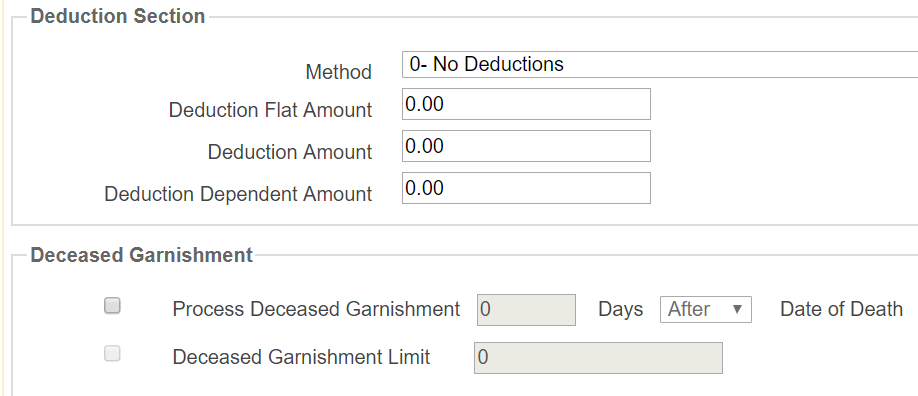 Deduction Section
Method 0- No Deductions
Deduction Flat Amount 0.00
Deduction Amount 0.00
Deduction Dependent Amount 0.00
Deceased Garnishment
Process Deceased Garnishment 0 Days After Date of Death
Deceased Garnishment Limit 0